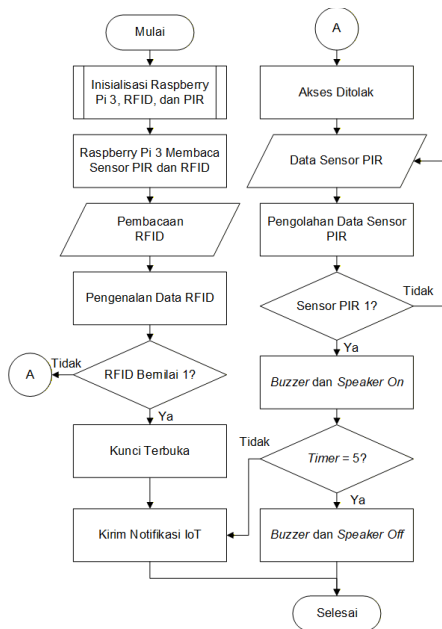 Mulai
Inisialisasi Raspberry
Pi 3, RFID, dan PIR
Raspberry Pi 3 Membaca
Sensor PIR dan RFID
Pembacaan
RFID
Pengenalan Data RFID
RFID Bernilai 1?
Tidak
A
Ya
Kunci Terbuka
Kirim Notifikasi IoT
A
Akses Ditolak
Data Sensor PIR
Pengolahan Data Sensor
PIR
Sensor PIR 1?
Tidak
Ya
Buzzer dan Speaker On
Timer = 5?
Tidak
Ya
Buzzer dan Speaker Off
Selesai